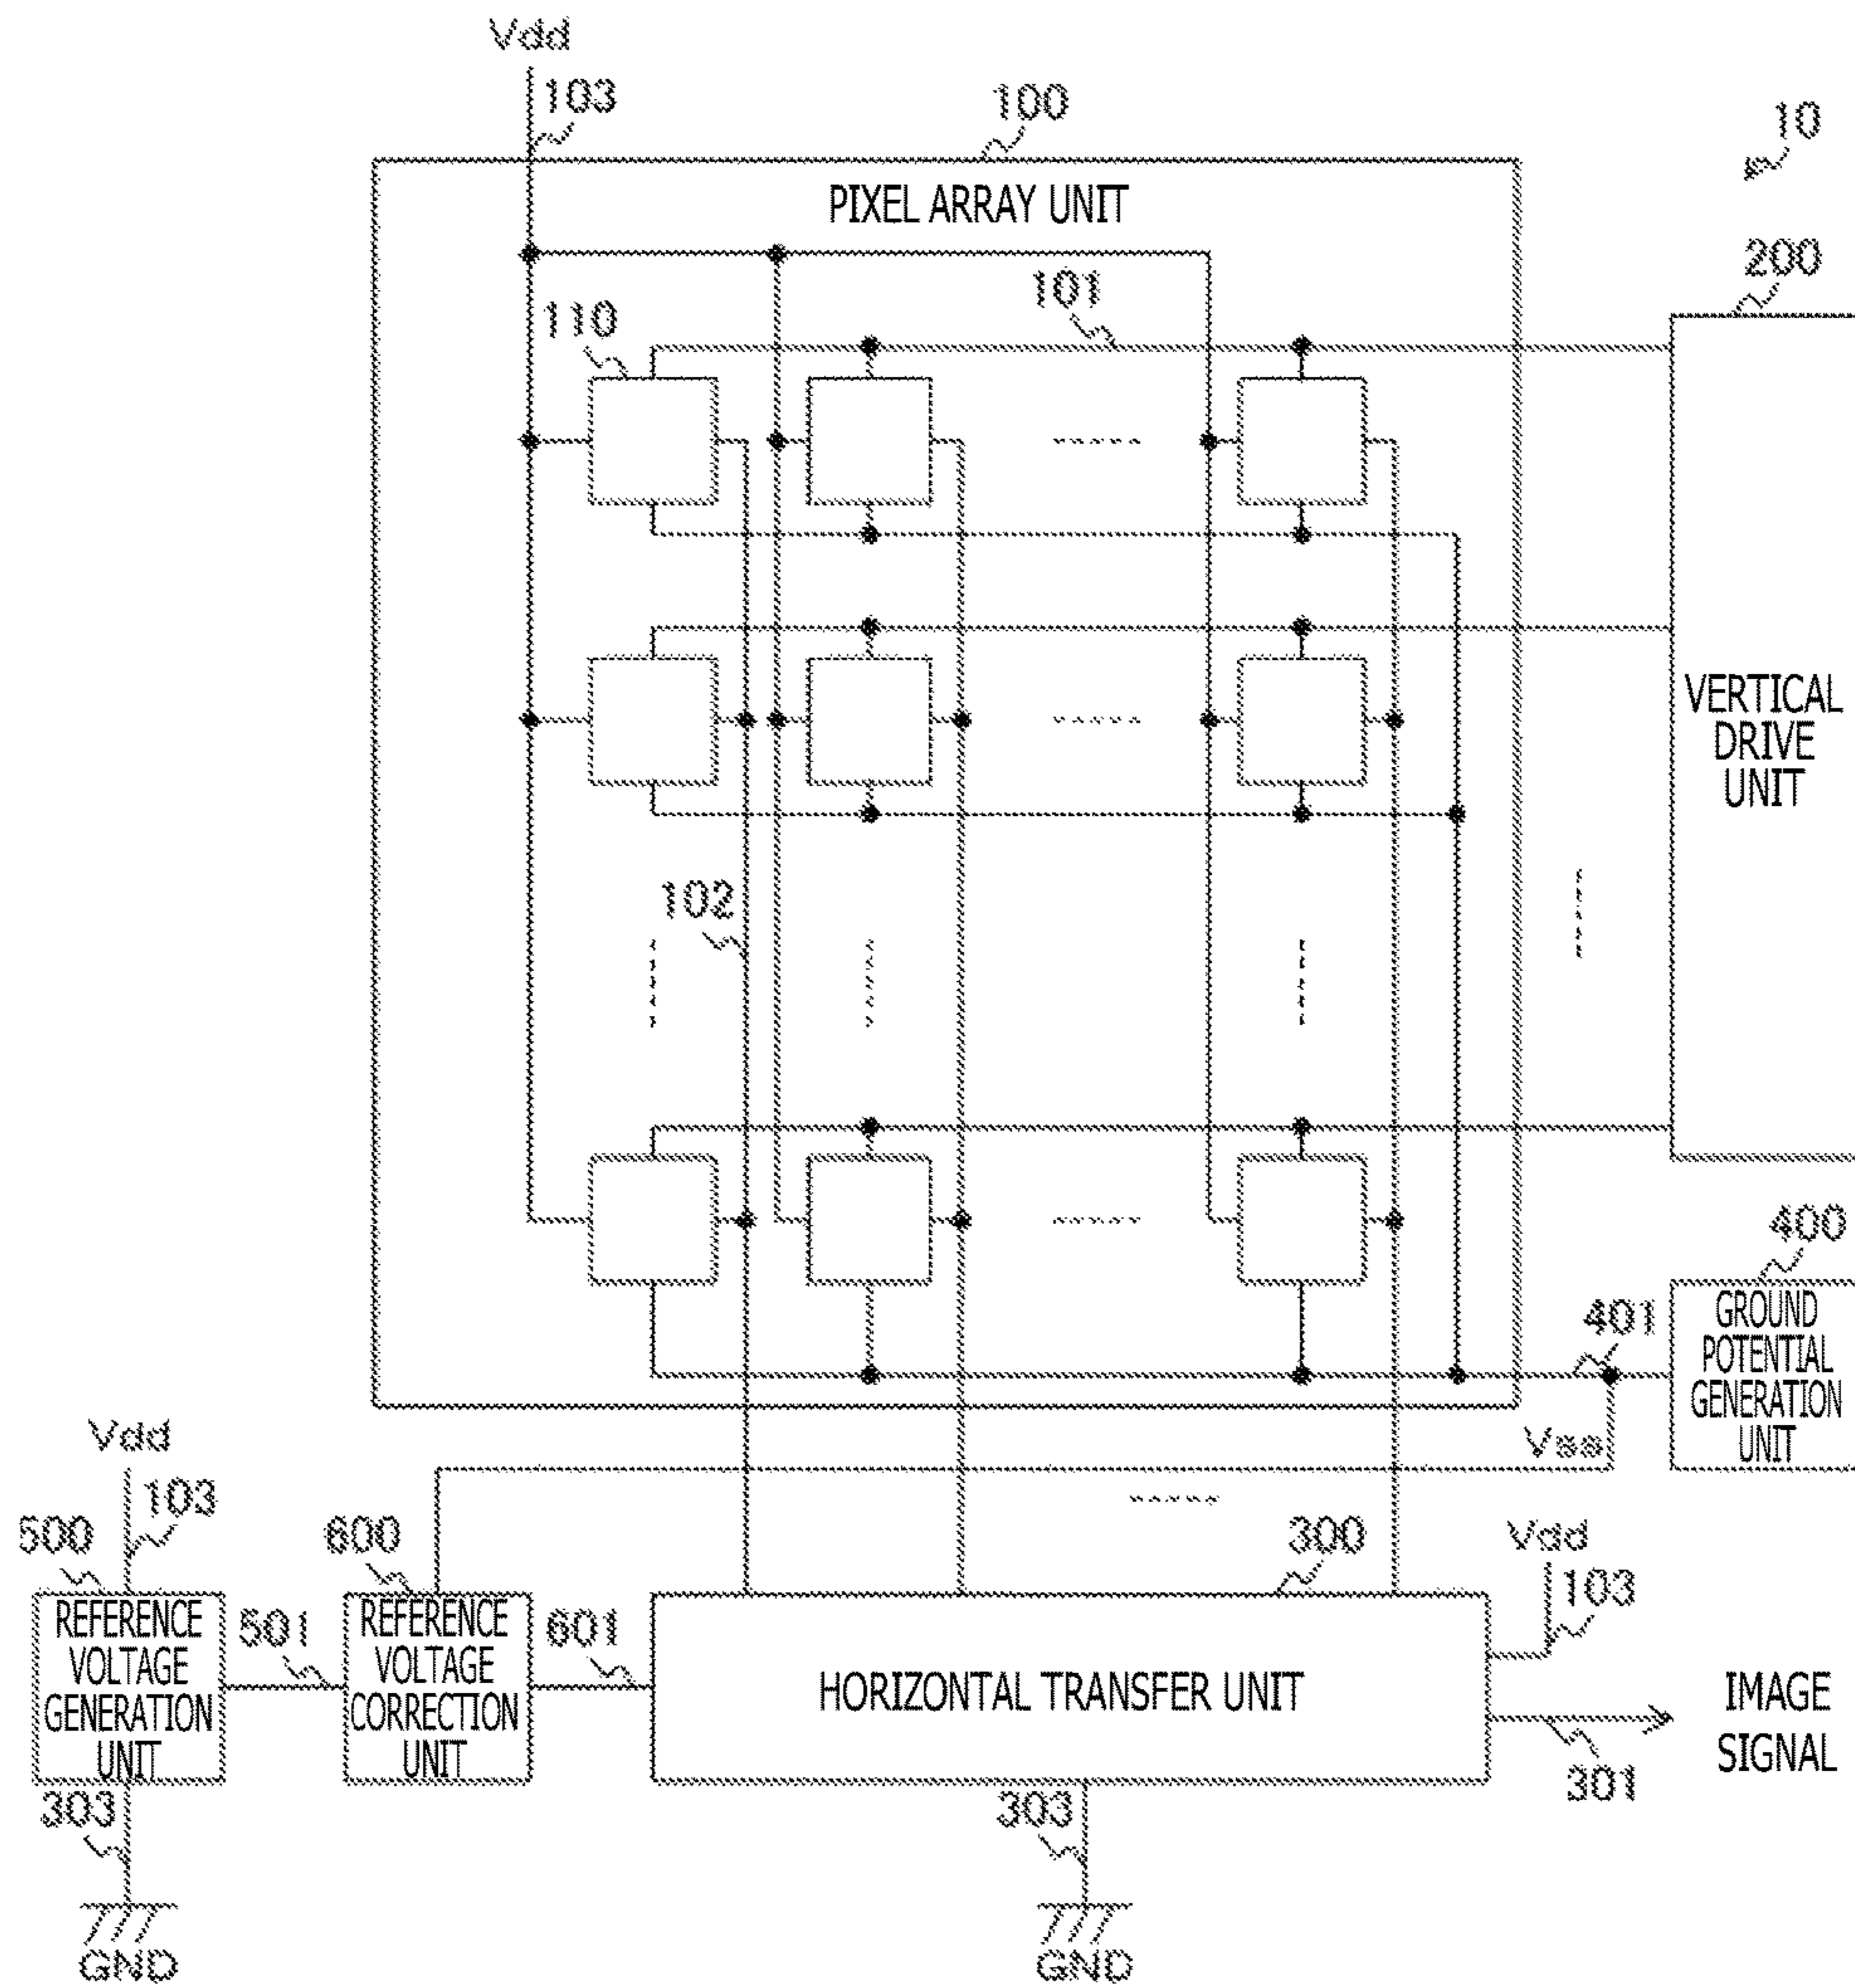 Vdd
103
100
10
PIXEL ARRAY UNIT
200
101
110
VERTICAL
DRIVE
UNIT
102
400
401
GROUND
POTENTIAL
GENERATION
UNIT
Vss
Vdd
103
500
600
300
Vdd
103
REFERENCE
VOLTAGE
GENERATION
UNIT
501
REFERENCE
VOLTAGE
CORRECTION
UNIT
601
HORIZONTAL TRANSFER UNIT
IMAGE
SIGNAL
301
303
303
GND
GND